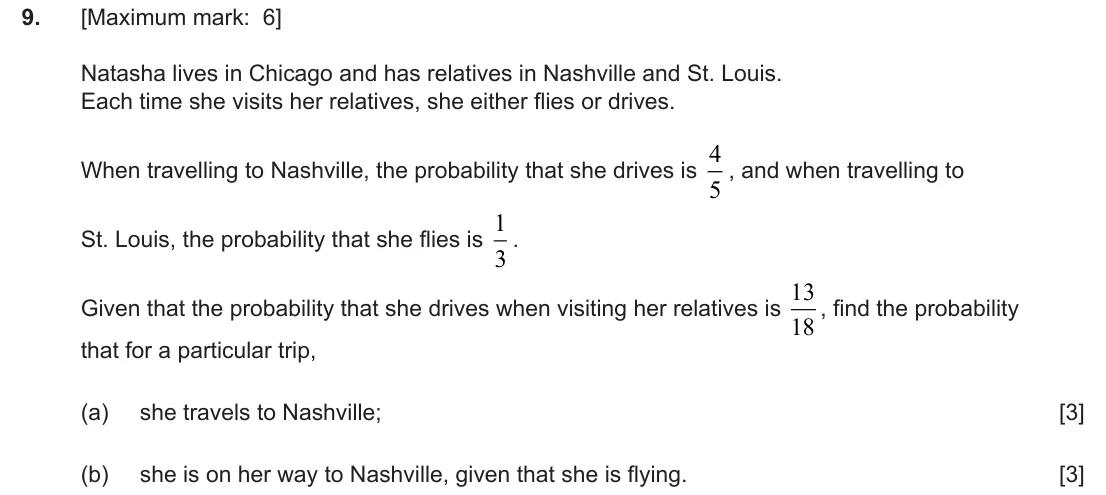 9. [Maximum mark: 6]
Natasha lives in Chicago and has relatives in Nashville and St. Louis.
Each time she visits her relatives, she either flies or drives.
When travelling to Nashville, the probability that she drives is 4/5, and when travelling to
St. Louis, the probability that she flies is 1/3.
Given that the probability that she drives when visiting her relatives is 13/18, find the probability
that for a particular trip,
(a) she travels to Nashville; [3]
(b) she is on her way to Nashville, given that she is flying. [3]